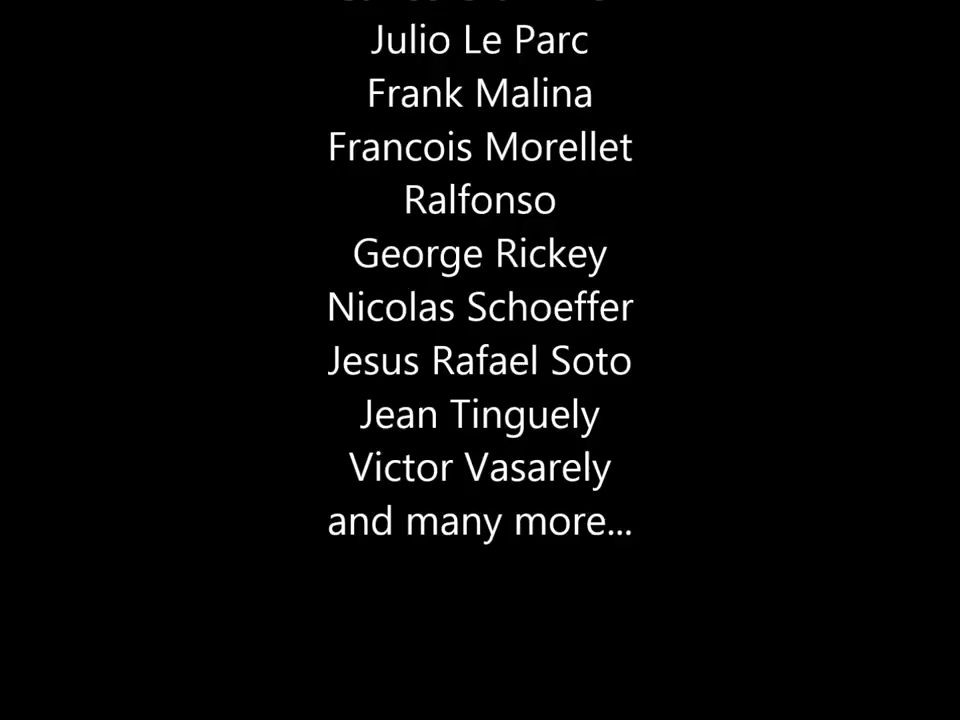 Julio Le Parc
Frank Malina
Francois Morellet
Ralfonso
George Rickey
Nicolas Schoeffer
Jesus Rafael Soto
Jean Tinguely
Victor Vasarely
and many more...